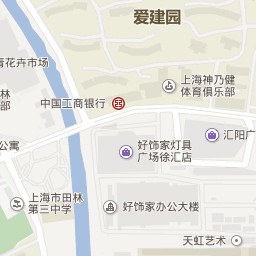 爱建园
青花卉市场
上海神乃健
体育俱乐部
林
部
中国工商银行
汇阳广
好饰家灯具
广场徐汇店
公寓
上海市田林
第三中学
好饰家办公大楼
天虹艺术